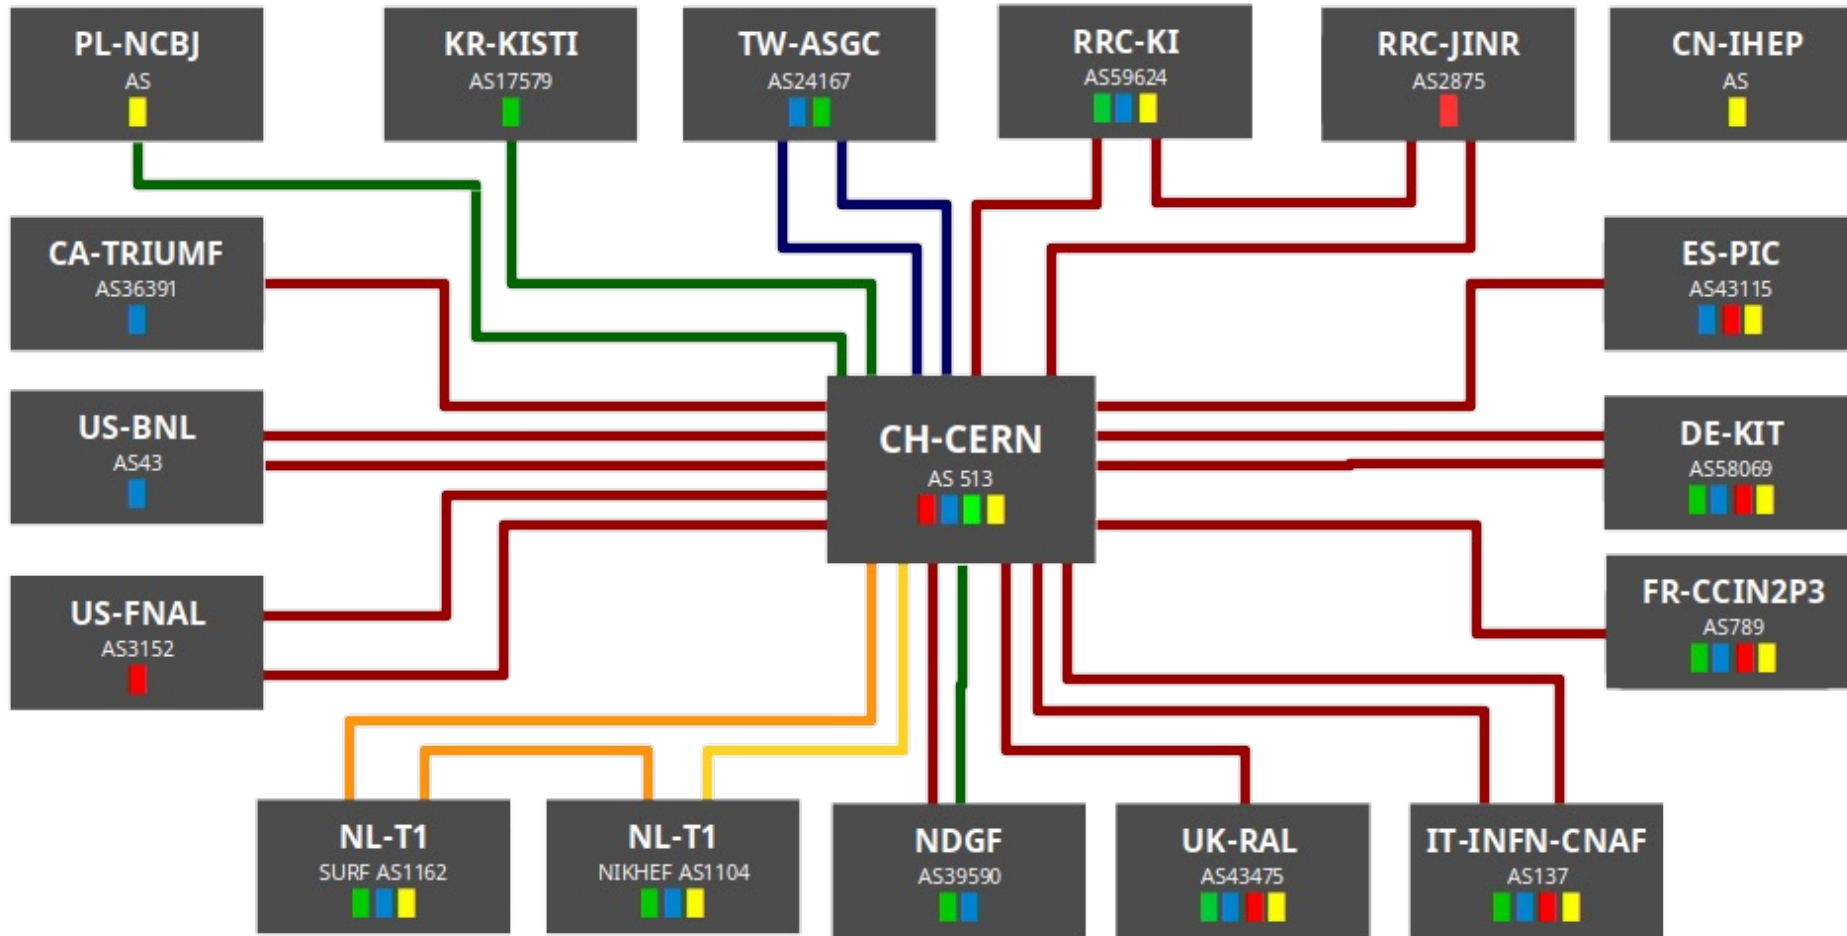 PL-NCBJ
AS
KR-KISTI
AS17579
TW-ASGC
AS24167
RRC-KI
AS59624
RRC-JINR
AS2875
CN-IHEP
AS
CA-TRIUMF
AS36391
ES-PIC
AS43115
US-BNL
AS43
CH-CERN
AS 513
DE-KIT
AS58069
US-FNAL
AS3152
FR-CCIN2P3
AS789
NL-T1
SURF AS1162
NL-T1
NIKHEF AS1104
NDGF
AS39590
UK-RAL
AS43475
IT-INFN-CNAF
AS137